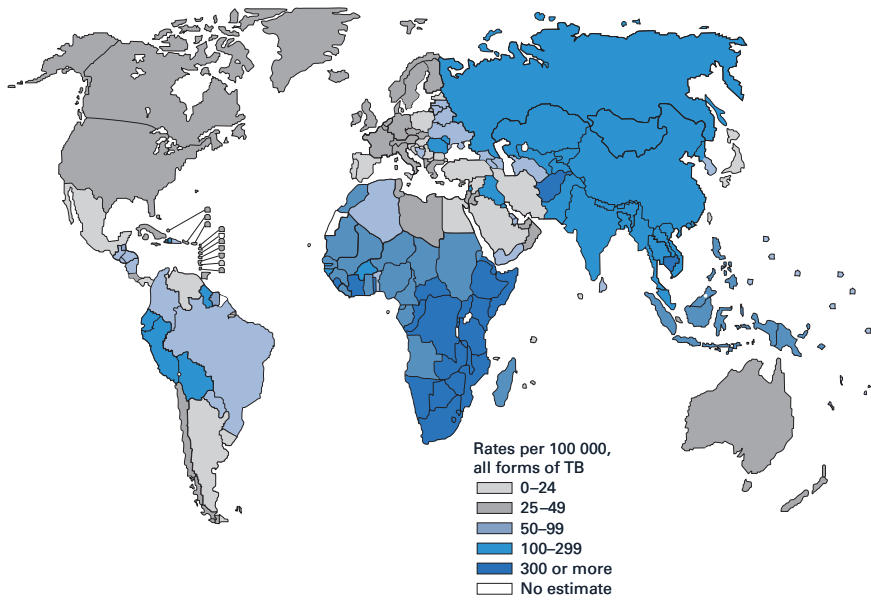 Rates per 100 000,
all forms of TB
0–24
25–49
50–99
100–299
300 or more
No estimate